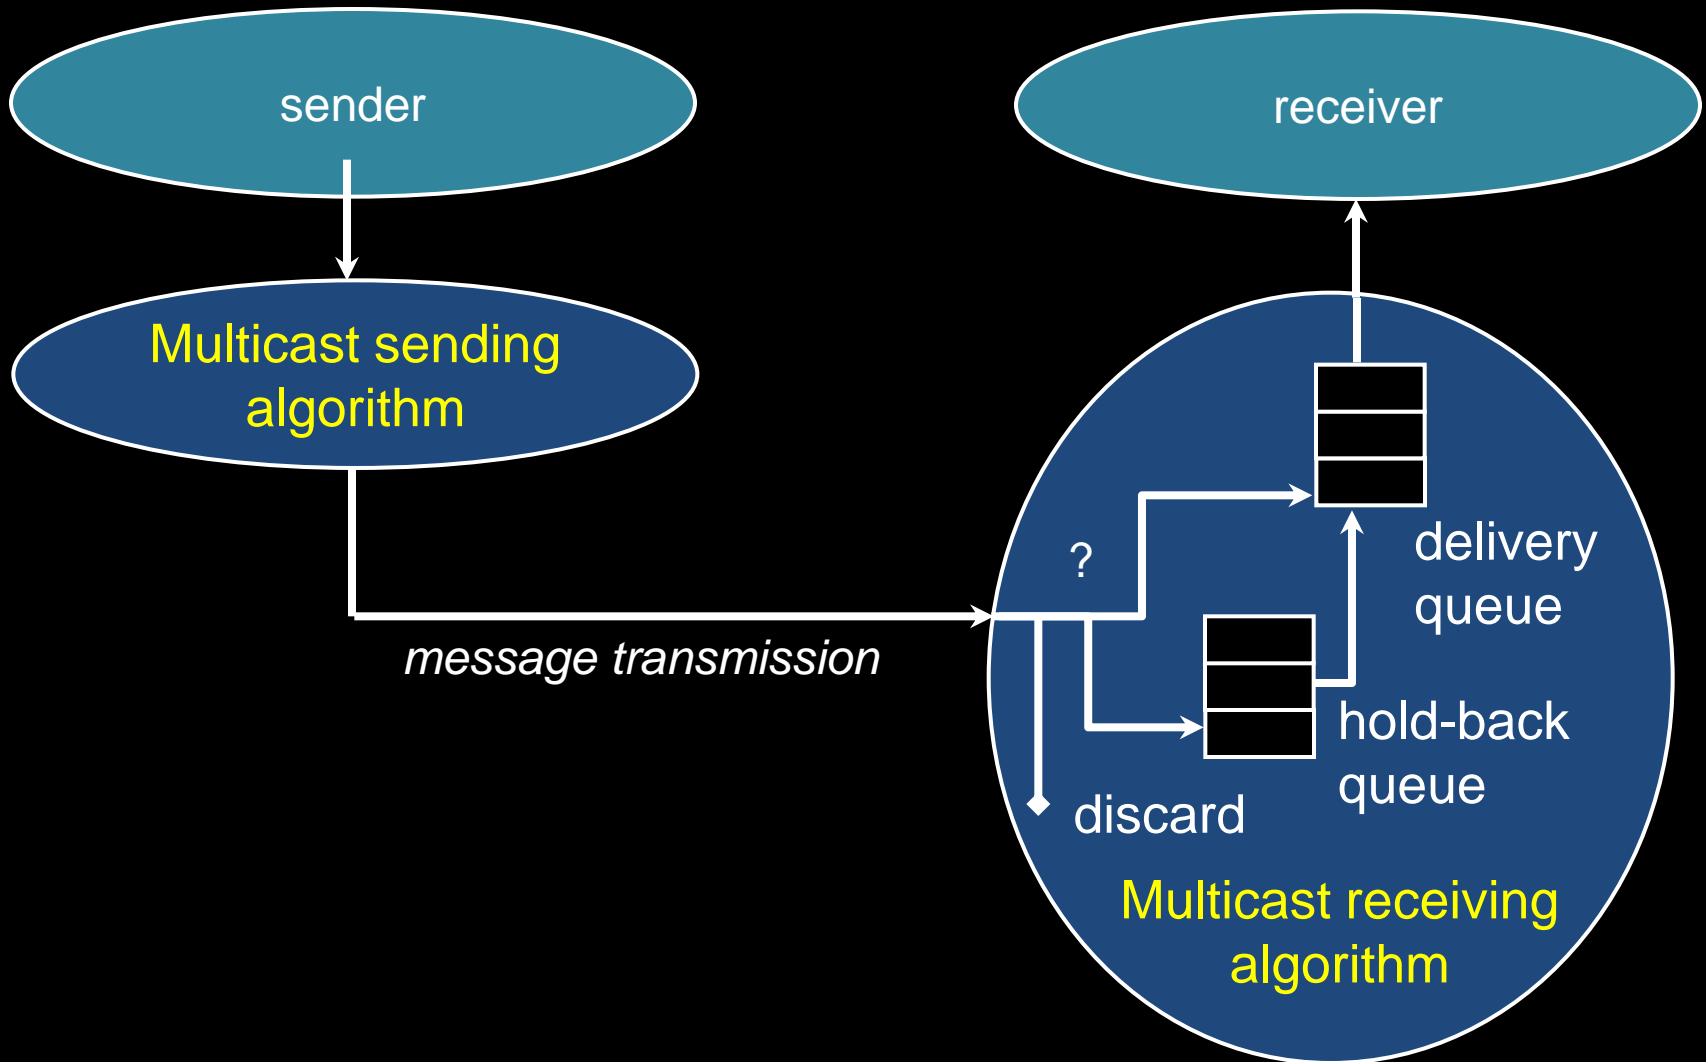 sender
receiver
Multicast sending
algorithm
?
delivery
queue
message transmission
hold-back
queue
discard
Multicast receiving
algorithm